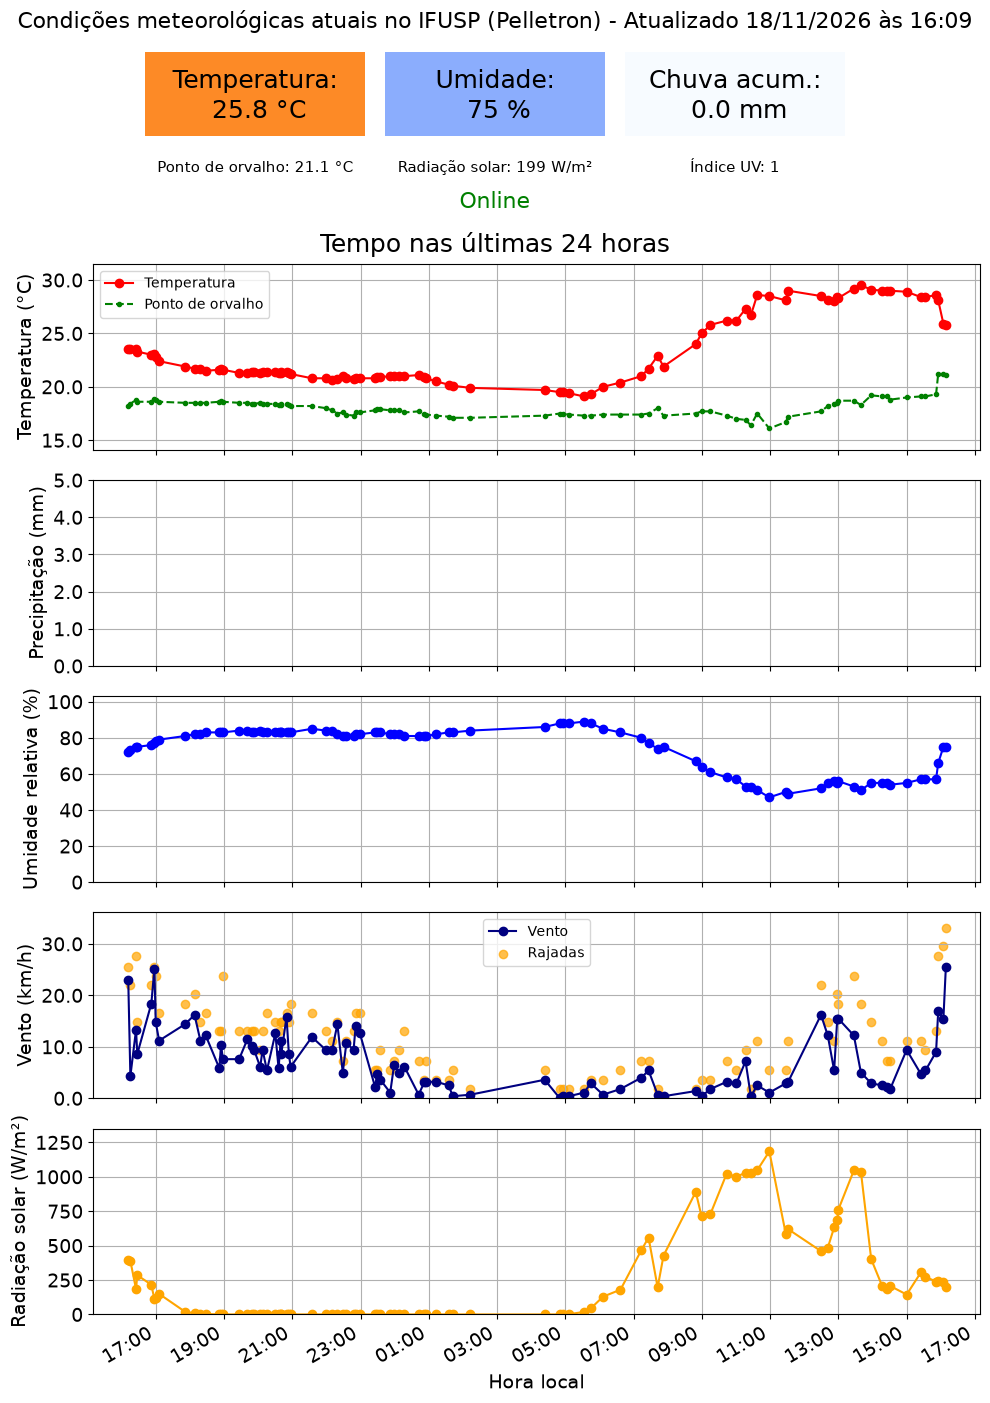 Condições meteorológicas atuais no IFUSP (Pelletron) - Atualizado 18/11/2026 às 16:09
Temperatura:
25.8 °C
Umidade:
75 %
Chuva acum.:
0.0 mm
Ponto de orvalho: 21.1 °C
Radiação solar: 199 W/m²
Índice UV: 1
Online
Tempo nas últimas 24 horas
Temperatura (°C)
30.0
25.0
20.0
15.0
Temperatura
Ponto de orvalho
Precipitação (mm)
5.0
4.0
3.0
2.0
1.0
0.0
Umidade relativa (%)
100
80
60
40
20
0
Vento (km/h)
30.0
20.0
10.0
0.0
Vento
Rajadas
Radiação solar (W/m²)
1250
1000
750
500
250
0
17:00
19:00
21:00
23:00
01:00
03:00
05:00
07:00
09:00
11:00
13:00
15:00
17:00
Hora local